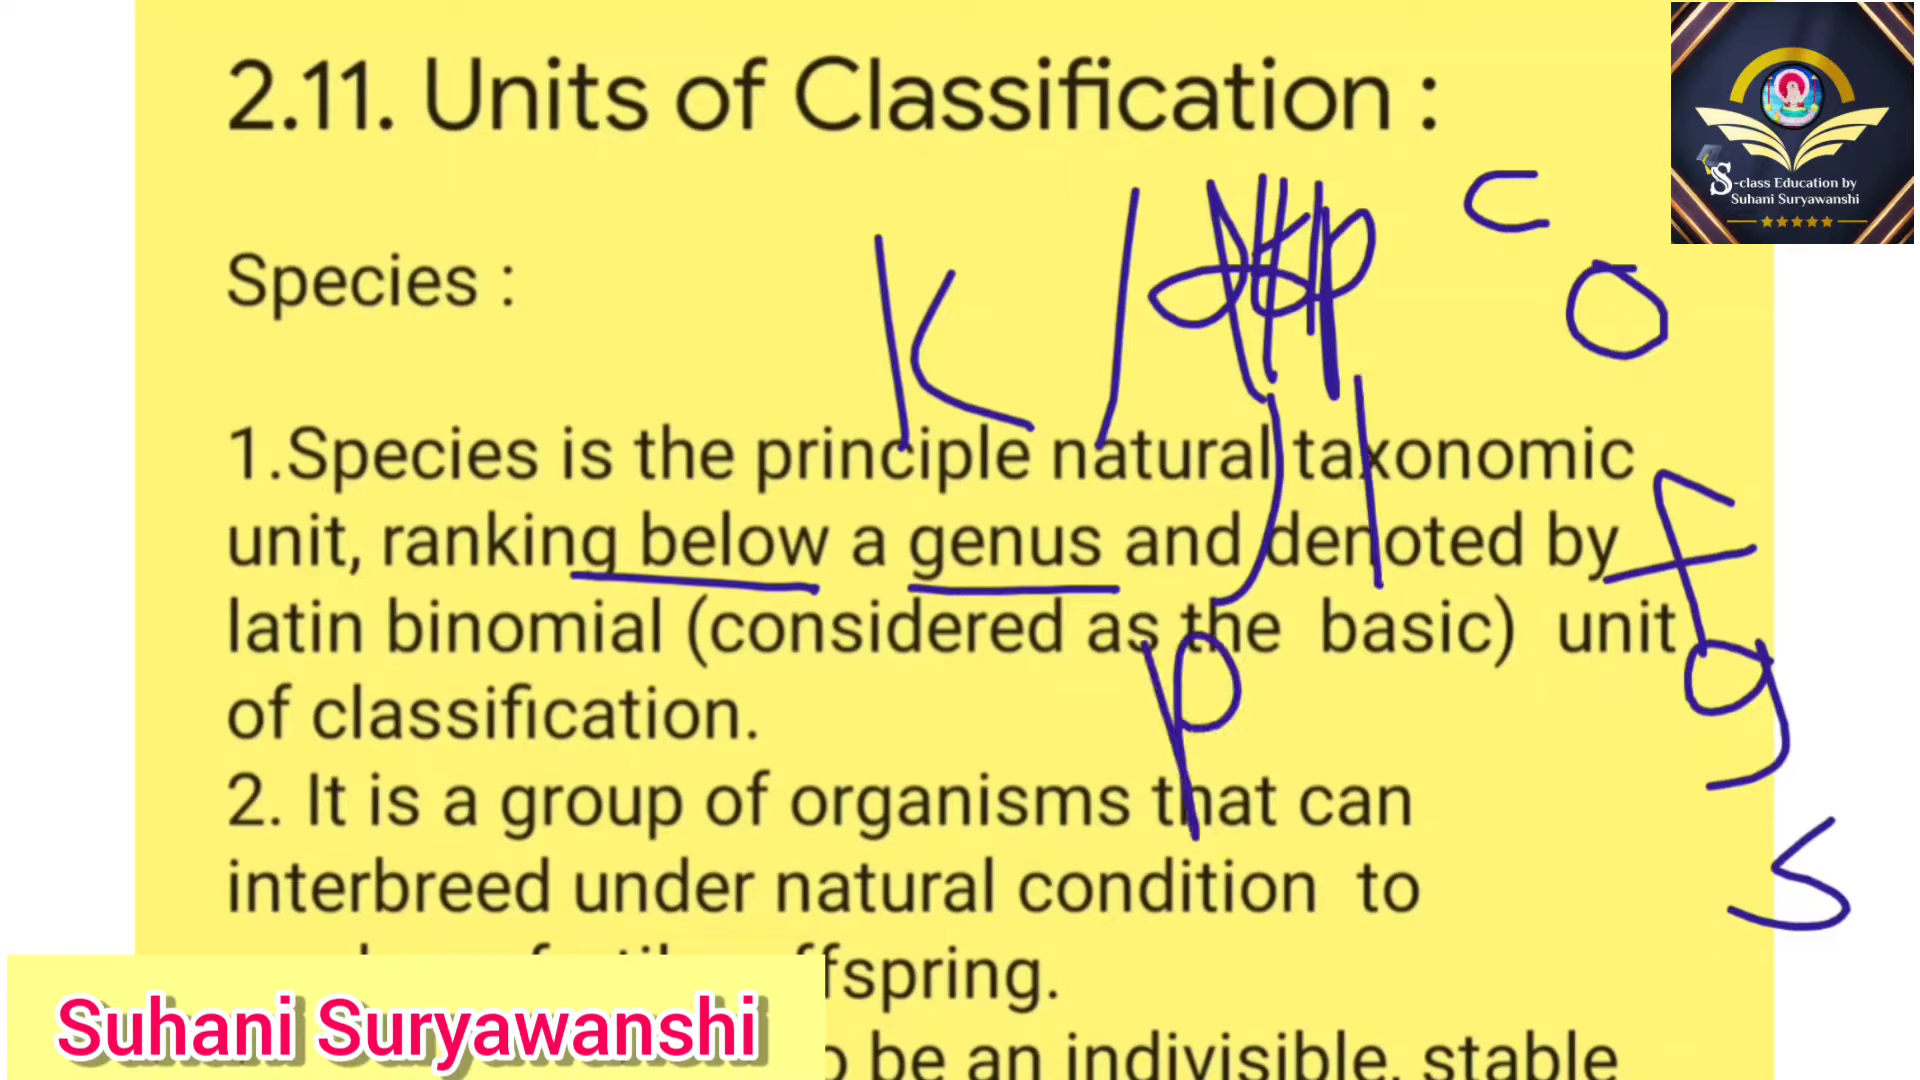 2.11. Units of Classification :
S-class Education by
Suhani Suryawanshi
Species :
K
p
c
o
f
g
s
1.Species is the principle natural taxonomic
unit, ranking below a genus and denoted by
latin binomial (considered as the basic) unit
of classification.
2. It is a group of organisms that can
interbreed under natural condition to
offspring.
be an indivisible, stable
Suhani Suryawanshi